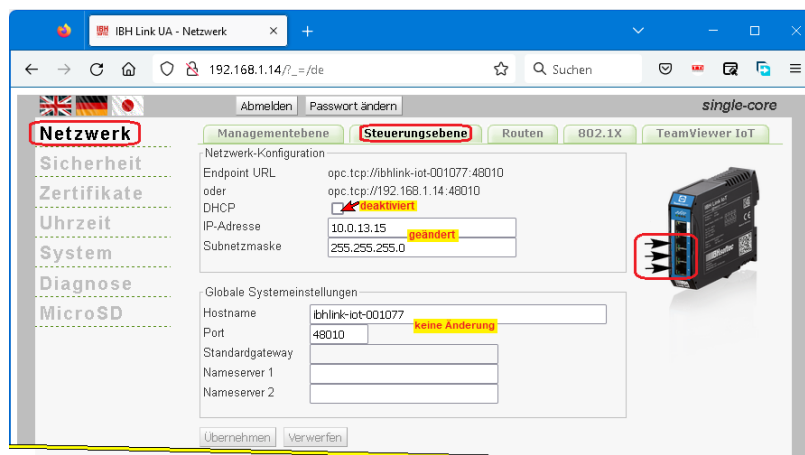 IBH Link UA - Netzwerk
192.168.1.14/?_=/de
Suchen
Abmelden Passwort ändern
single-core
Netzwerk
Sicherheit
Zertifikate
Uhrzeit
System
Diagnose
MicroSD
Managementebene Steuerungsebene Routen 802.1X TeamViewer IoT
Netzwerk-Konfiguration
Endpoint URL opc.tcp://ibhlink-iot-001077:48010
oder opc.tcp://192.168.1.14:48010
DHCP deaktiviert
IP-Adresse 10.0.13.15
geändert
Subnetzmaske 255.255.255.0
Globale Systemeinstellungen
Hostname ibhlink-iot-001077
Port 48010 keine Änderung
Standardgateway
Nameserver 1
Nameserver 2
Übernehmen Verwerfen